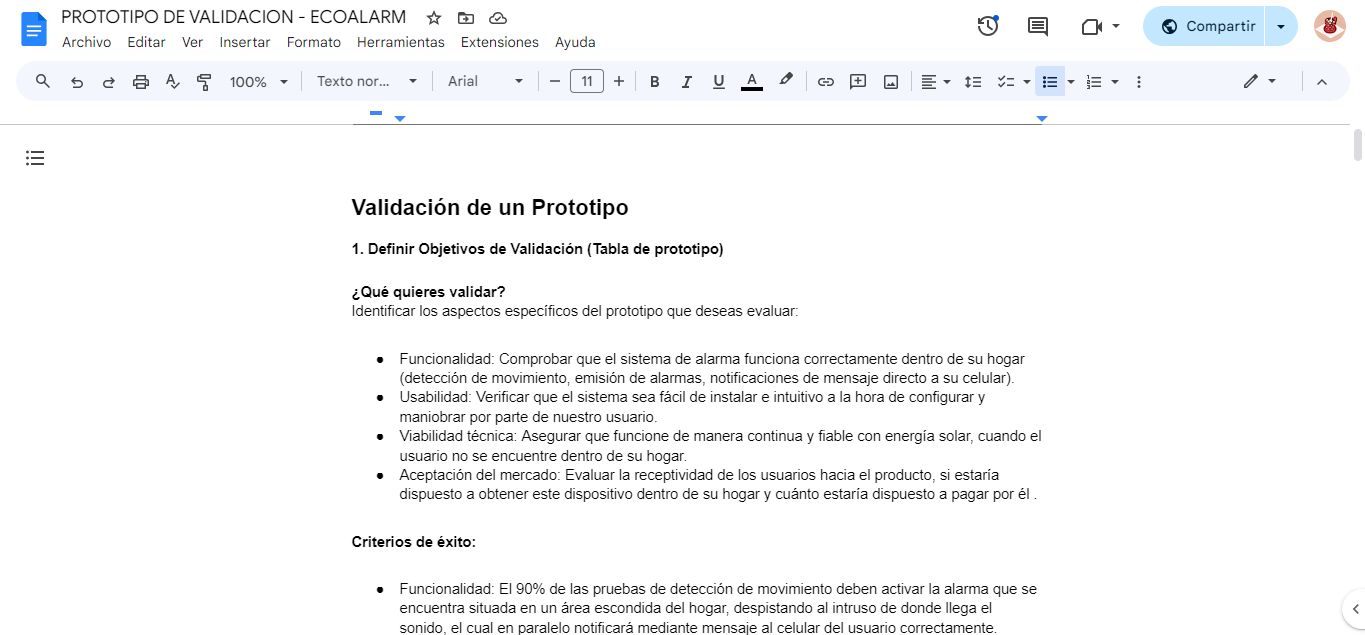 PROTOTIPO DE VALIDACION - ECOALARM
Archivo Editar Ver Insertar Formato Herramientas Extensiones Ayuda
Compartir
100% Texto nor... Arial 11 B I U A
Validación de un Prototipo
1. Definir Objetivos de Validación (Tabla de prototipo)
¿Qué quieres validar?
Identificar los aspectos específicos del prototipo que deseas evaluar:
● Funcionalidad: Comprobar que el sistema de alarma funciona correctamente dentro de su hogar
(detección de movimiento, emisión de alarmas, notificaciones de mensaje directo a su celular).
● Usabilidad: Verificar que el sistema sea fácil de instalar e intuitivo a la hora de configurar y
maniobrar por parte de nuestro usuario.
● Viabilidad técnica: Asegurar que funcione de manera continua y fiable con energía solar, cuando el
usuario no se encuentre dentro de su hogar.
● Aceptación del mercado: Evaluar la receptividad de los usuarios hacia el producto, si estaría
dispuesto a obtener este dispositivo dentro de su hogar y cuánto estaría dispuesto a pagar por él .
Criterios de éxito:
● Funcionalidad: El 90% de las pruebas de detección de movimiento deben activar la alarma que se
encuentra situada en un área escondida del hogar, despistando al intruso de donde llega el
sonido, el cual en paralelo notificará mediante mensaje al celular del usuario correctamente.